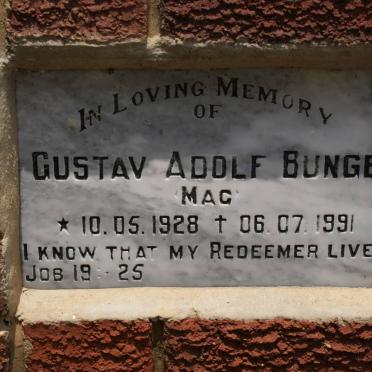 IN LOVING MEMORY
OF
GUSTAV ADOLF BUNGE
MAC
* 10.05.1928 † 06.07.1991
I KNOW THAT MY REDEEMER LIVE
JOB 19 : 25